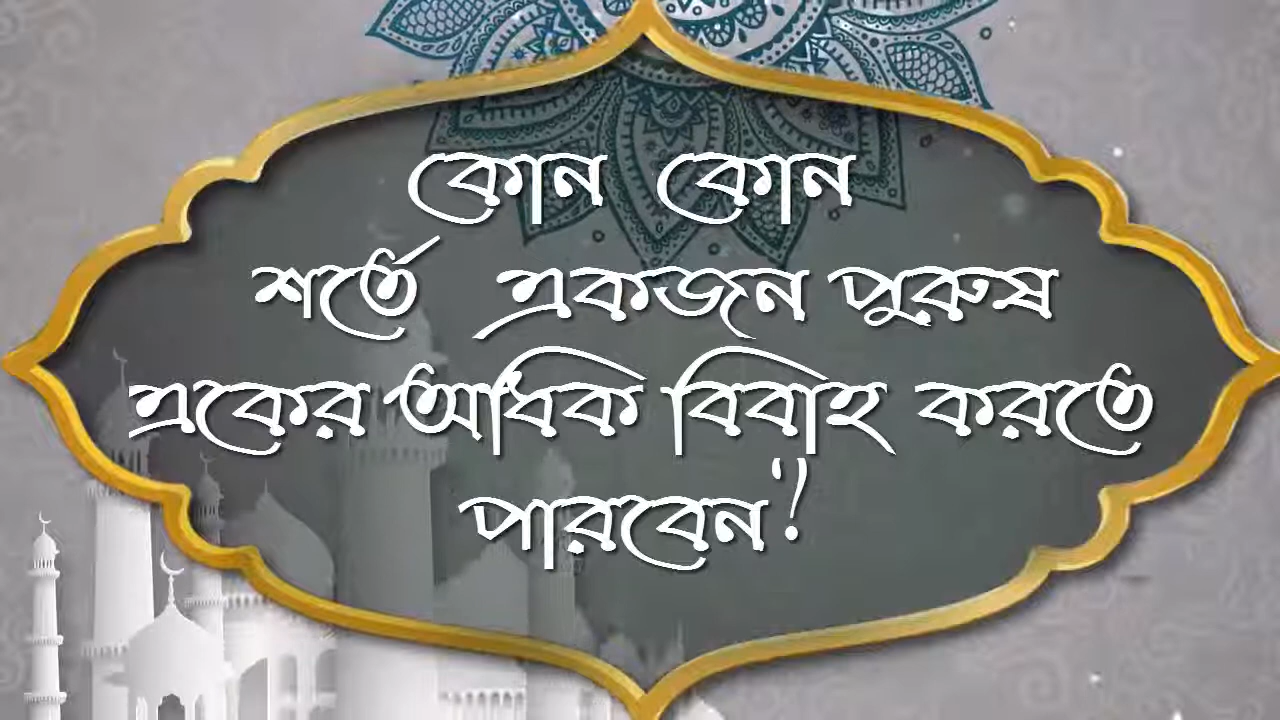 কোন কোন
শর্তে একজন পুরুষ
একের অধিক বিবাহ করতে
পারবেন?